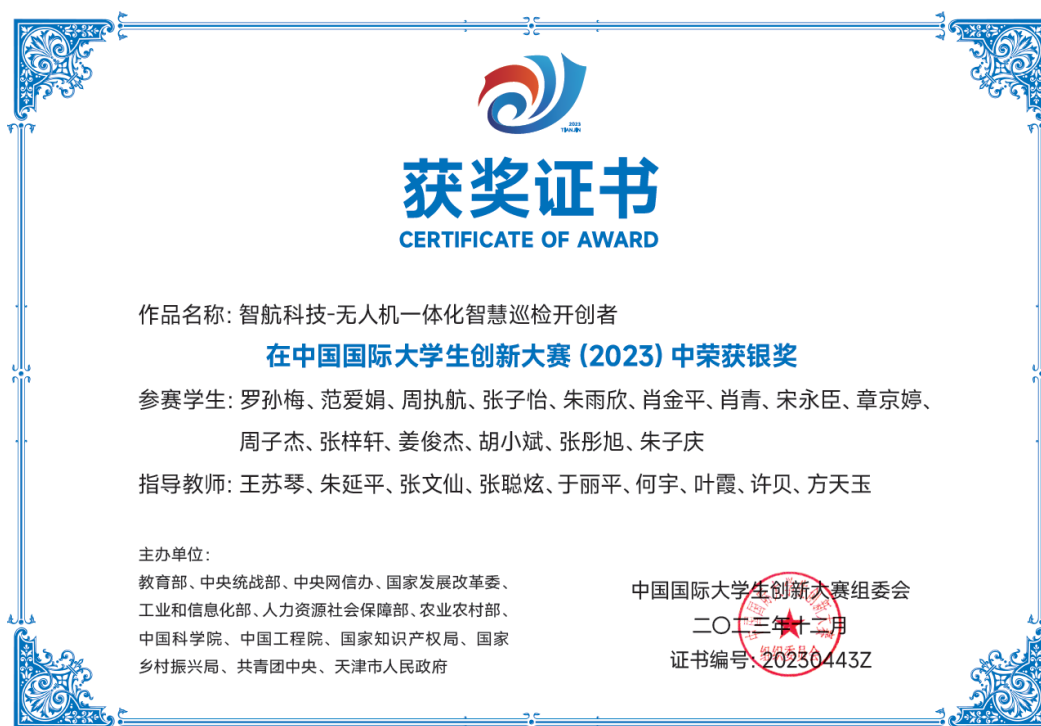 2023
TIANJIN
获奖证书
CERTIFICATE OF AWARD
作品名称: 智航科技-无人机一体化智慧巡检开创者
在中国国际大学生创新大赛 (2023) 中荣获银奖
参赛学生: 罗孙梅、范爱娟、周执航、张子怡、朱雨欣、肖金平、肖青、宋永臣、章京婷、
周子杰、张梓轩、姜俊杰、胡小斌、张彤旭、朱子庆
指导教师: 王苏琴、朱延平、张文仙、张聪炫、于丽平、何宇、叶霞、许贝、方天玉
主办单位:
教育部、中央统战部、中央网信办、国家发展改革委、
工业和信息化部、人力资源社会保障部、农业农村部、
中国科学院、中国工程院、国家知识产权局、国家
乡村振兴局、共青团中央、天津市人民政府
中国国际大学生创新大赛组委会
二〇二三年十二月
证书编号: 20230443Z
组织委员会